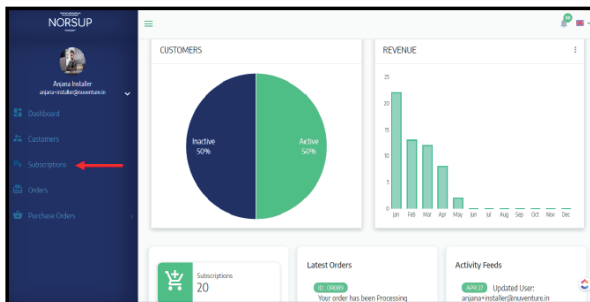 NORSUP
Anjana Installer
anjana+installer@nuventure.in
Dashboard
Customers
Subscriptions
Orders
Purchase Orders
CUSTOMERS
Inactive
50%
Active
50%
REVENUE
25
20
15
10
5
0
Jan Feb Mar Apr May Jun Jul Aug Sep Oct Nov Dec
Subscriptions
20
Latest Orders
Your order has been Processing
Activity Feeds
APR 27 Updated User:
anjana+installer@nuventure.in